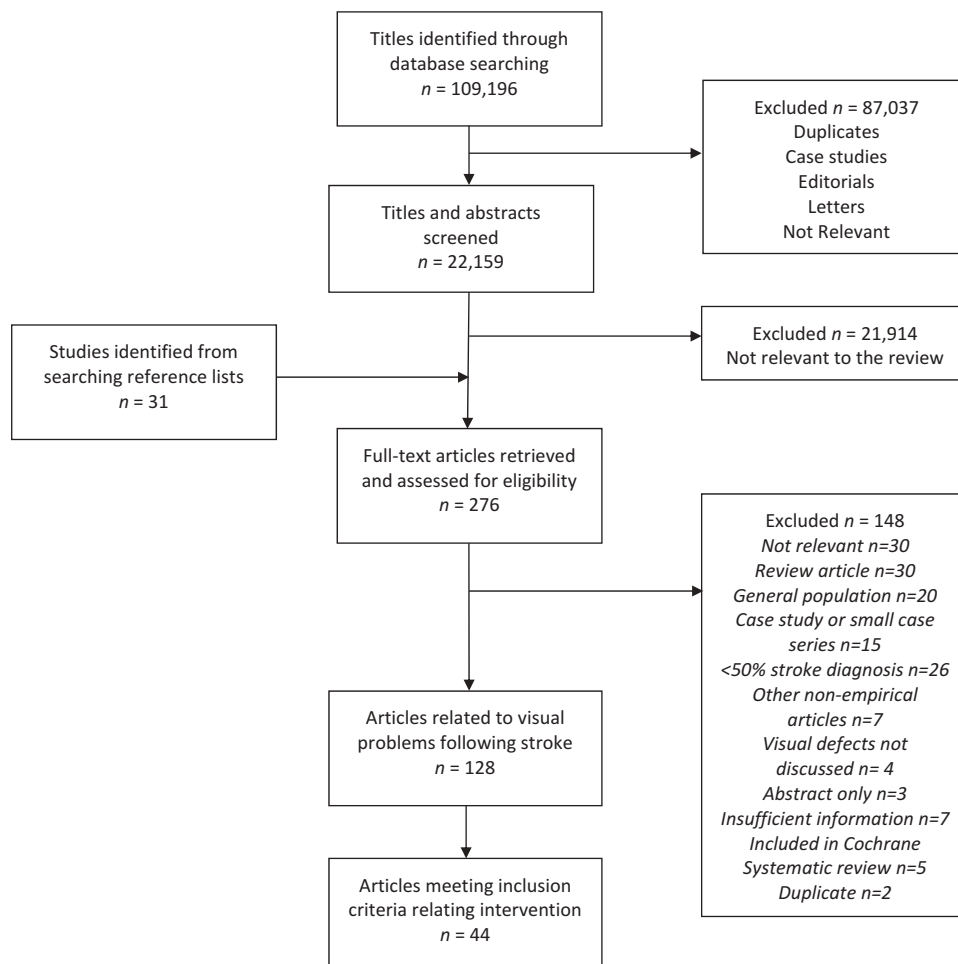 Titles identified through
database searching
n = 109,196
Excluded n = 87,037
Duplicates
Case studies
Editorials
Letters
Not Relevant
Titles and abstracts
screened
n = 22,159
Excluded n = 21,914
Not relevant to the review
Studies identified from
searching reference lists
n = 31
Full-text articles retrieved
and assessed for eligibility
n = 276
Excluded n = 148
Not relevant n=30
Review article n=30
General population n=20
Case study or small case
series n=15
<50% stroke diagnosis n=26
Other non-empirical
articles n=7
Visual defects not
discussed n= 4
Abstract only n=3
Insufficient information n=7
Included in Cochrane
Systematic review n=5
Duplicate n=2
Articles related to visual
problems following stroke
n = 128
Articles meeting inclusion
criteria relating intervention
n = 44